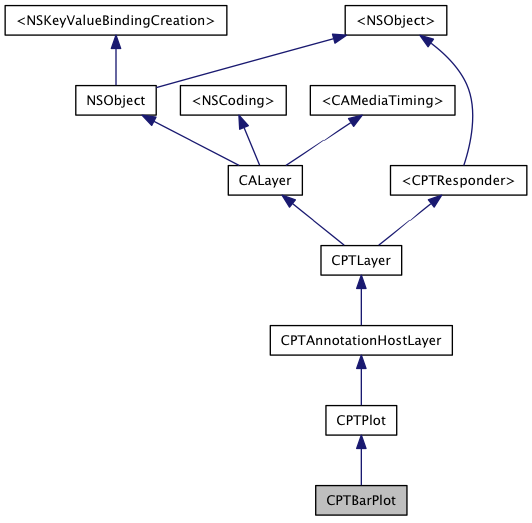 <NSKeyValueBindingCreation>
<NSObject>
NSObject
<NSCoding>
<CAMediaTiming>
CALayer
<CPTResponder>
CPTLayer
CPTAnnotationHostLayer
CPTPlot
CPTBarPlot